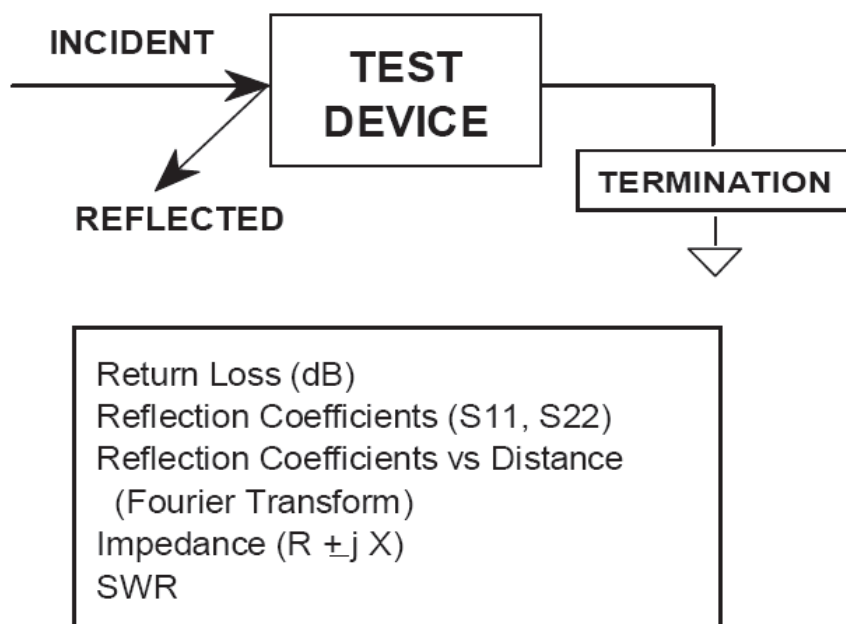 INCIDENT
TEST
DEVICE
REFLECTED
TERMINATION
Return Loss (dB)
Reflection Coefficients (S11, S22)
Reflection Coefficients vs Distance
(Fourier Transform)
Impedance (R ± j X)
SWR